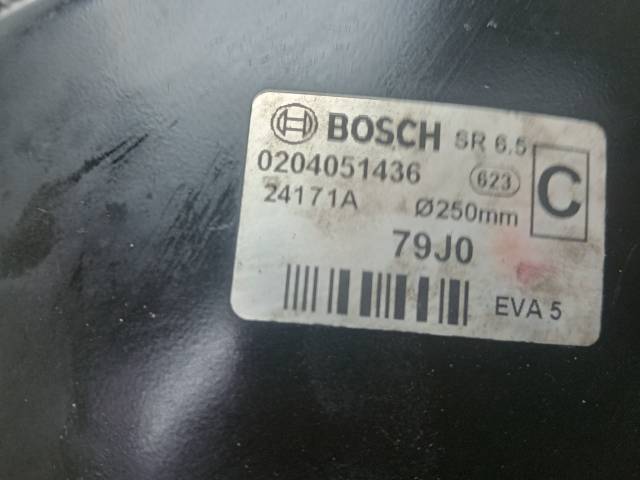 BOSCH SR 6.5
0204051436 623 C
24171A Ø250mm
79J0
EVA 5